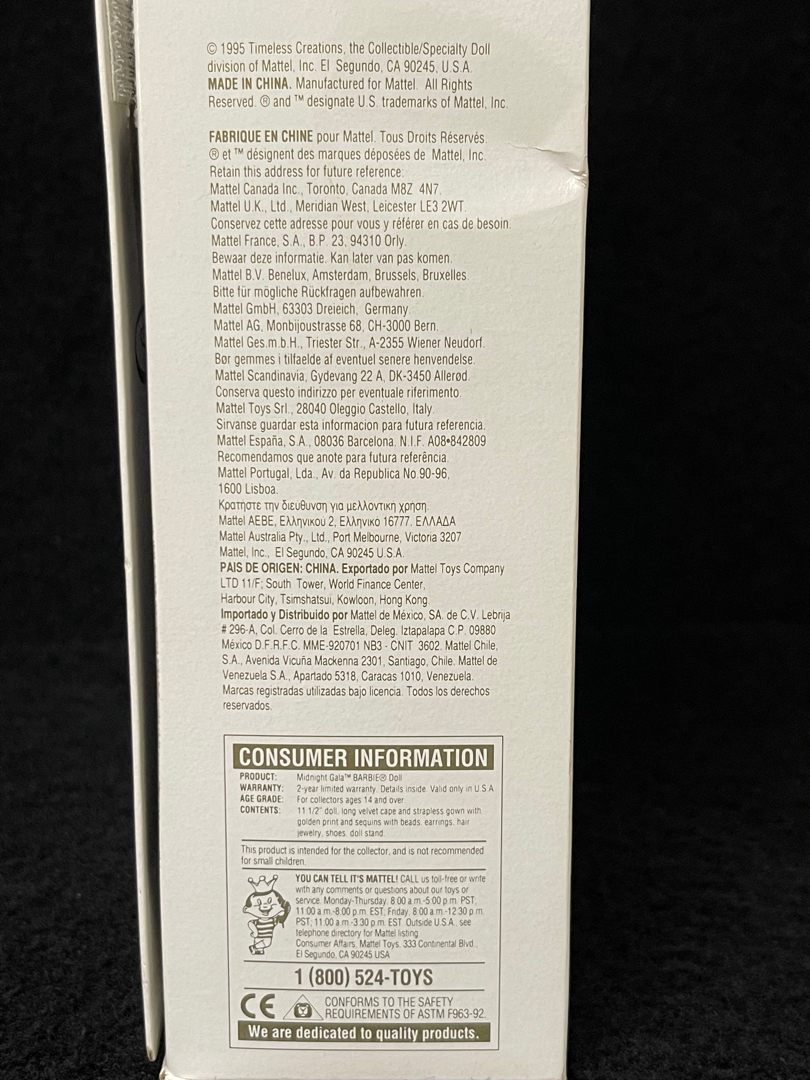 © 1995 Timeless Creations, the Collectible/Specialty Doll
division of Mattel, Inc. El Segundo, CA 90245, U.S.A.
MADE IN CHINA. Manufactured for Mattel. All Rights
Reserved. ® and ™ designate U.S. trademarks of Mattel, Inc.
FABRIQUE EN CHINE pour Mattel. Tous Droits Réservés.
® et ™ désignent des marques déposées de Mattel, Inc.
Retain this address for future reference:
Mattel Canada Inc., Toronto, Canada M8Z 4N7.
Mattel U.K., Ltd., Meridian West, Leicester LE3 2WT.
Conservez cette adresse pour vous y référer en cas de besoin.
Mattel France, S.A., B.P. 23, 94310 Orly.
Bewaar deze informatie. Kan later van pas komen.
Mattel B.V. Benelux, Amsterdam, Brussels, Bruxelles.
Bitte für mögliche Rückfragen aufbewahren.
Mattel GmbH, 63303 Dreieich, Germany.
Mattel AG, Monbijoustrasse 68, CH-3000 Bern.
Mattel Ges.m.b.H., Triester Str., A-2355 Wiener Neudorf.
Bør gemmes i tilfaelde af eventuel senere henvendelse.
Mattel Scandinavia, Gydevang 22 A, DK-3450 Allerød.
Conserva questo indirizzo per eventuale riferimento.
Mattel Toys Srl., 28040 Oleggio Castello, Italy.
Sirvanse guardar esta informacion para futura referencia.
Mattel España, S.A., 08036 Barcelona. N.I.F. A08•842809
Recomendamos que anote para futura referência.
Mattel Portugal, Lda., Av. da Republica No.90-96,
1600 Lisboa.
Κρατηστε την διευθυνση για μελλοντικη χρηση.
Mattel AEBE, Ελληνικού 2, Ελληνικό 16777. ΕΛΛΑΔΑ
Mattel Australia Pty., Ltd., Port Melbourne, Victoria 3207
Mattel, Inc., El Segundo, CA 90245 U.S.A.
PAIS DE ORIGEN: CHINA. Exportado por Mattel Toys Company
LTD 11/F; South Tower, World Finance Center,
Harbour City, Tsimshatsui, Kowloon, Hong Kong.
Importado y Distribuido por Mattel de México, SA. de C.V. Lebrija
# 296-A, Col. Cerro de la Estrella, Deleg. Iztapalapa C.P. 09880
México D.F.R.F.C. MME-920701 NB3 - CNIT 3602. Mattel Chile,
S.A., Avenida Vicuña Mackenna 2301, Santiago, Chile. Mattel de
Venezuela S.A., Apartado 5318, Caracas 1010, Venezuela.
Marcas registradas utilizadas bajo licencia. Todos los derechos
reservados.
CONSUMER INFORMATION
PRODUCT: Midnight Gala™ BARBIE® Doll
WARRANTY: 2-year limited warranty. Details inside. Valid only in U.S.A.
AGE GRADE: For collectors ages 14 and over.
CONTENTS: 11 1/2" doll, long velvet cape and strapless gown with
golden print and sequins with beads, earrings, hair
jewelry, shoes, doll stand.
This product is intended for the collector, and is not recommended
for small children.
YOU CAN TELL IT'S MATTEL! CALL us toll-free or write
with any comments or questions about our toys or
service. Monday-Thursday, 8:00 a.m.-5:00 p.m. PST,
11:00 a.m.-8:00 p.m. EST; Friday, 8:00 a.m.-12:30 p.m.
PST, 11:00 a.m.-3:30 p.m. EST. Outside U.S.A., see
telephone directory for Mattel listing.
Consumer Affairs, Mattel Toys, 333 Continental Blvd.,
El Segundo, CA 90245 USA
1 (800) 524-TOYS
CE CONFORMS TO THE SAFETY
REQUIREMENTS OF ASTM F963-92.
We are dedicated to quality products.